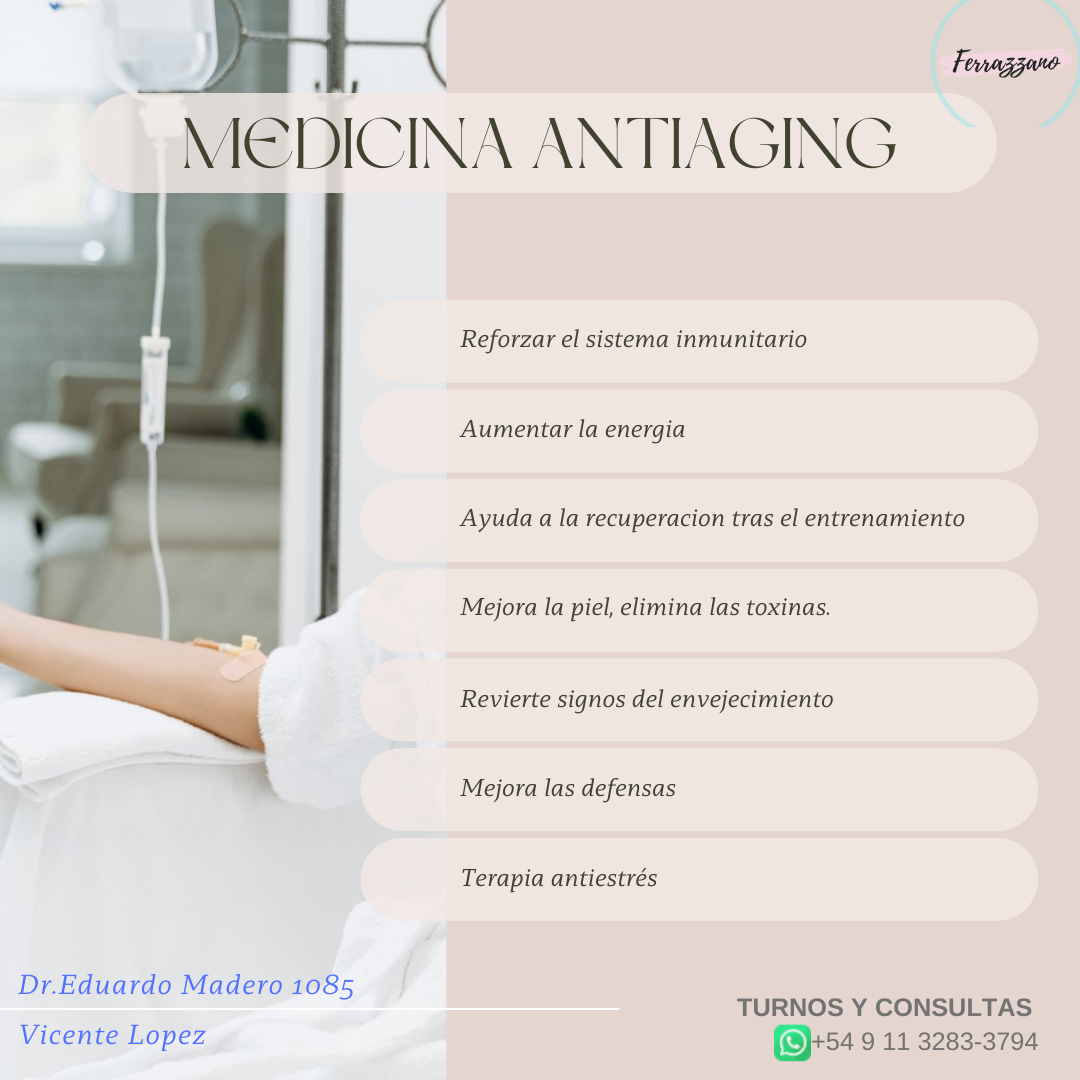 Ferrazzano
MEDICINA ANTIAGING
Reforzar el sistema inmunitario
Aumentar la energia
Ayuda a la recuperacion tras el entrenamiento
Mejora la piel, elimina las toxinas.
Revierte signos del envejecimiento
Mejora las defensas
Terapia antiestrés
Dr.Eduardo Madero 1085
Vicente Lopez
TURNOS Y CONSULTAS
+54 9 11 3283-3794